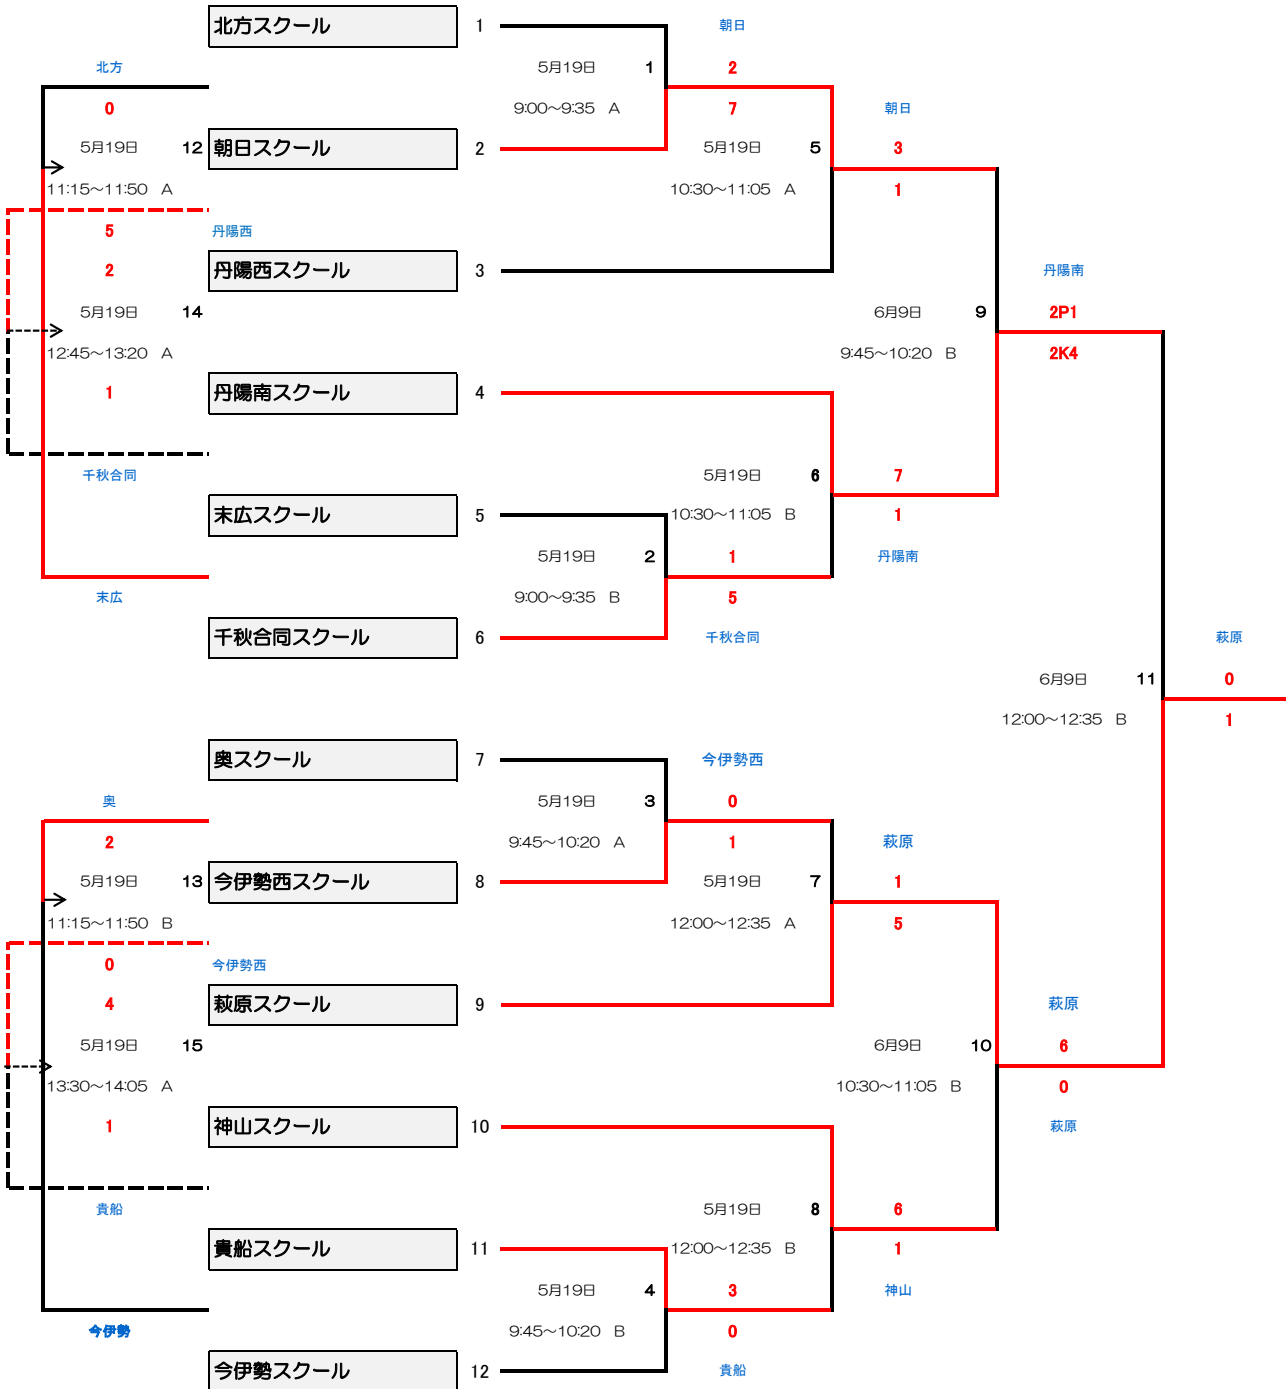 北方スクール 1 朝日
北方 5月19日 1 2
0 9:00～9:35 A 7 朝日
5月19日 12 朝日スクール 2 5月19日 5 3
11:15～11:50 A 10:30～11:05 A 1
5 丹陽西
2 丹陽西スクール 3 丹陽南
5月19日 14 6月9日 9 2P1
12:45～13:20 A 9:45～10:20 B 2K4
1 丹陽南スクール 4
千秋合同 5月19日 6 7
末広スクール 5 10:30～11:05 B 1
5月19日 2 1 丹陽南
末広 9:00～9:35 B 5
千秋合同スクール 6 千秋合同 萩原
6月9日 11 0
12:00～12:35 B 1
奥スクール 7 今伊勢西
奥 5月19日 3 0
2 9:45～10:20 A 1 萩原
5月19日 13 今伊勢西スクール 8 5月19日 7 1
11:15～11:50 B 12:00～12:35 A 5
0 今伊勢西
4 萩原スクール 9 萩原
5月19日 15 6月9日 10 6
13:30～14:05 A 10:30～11:05 B 0
1 神山スクール 10 萩原
貴船 5月19日 8 6
貴船スクール 11 12:00～12:35 B 1
5月19日 4 3 神山
今伊勢 9:45～10:20 B 0
今伊勢スクール 12 貴船